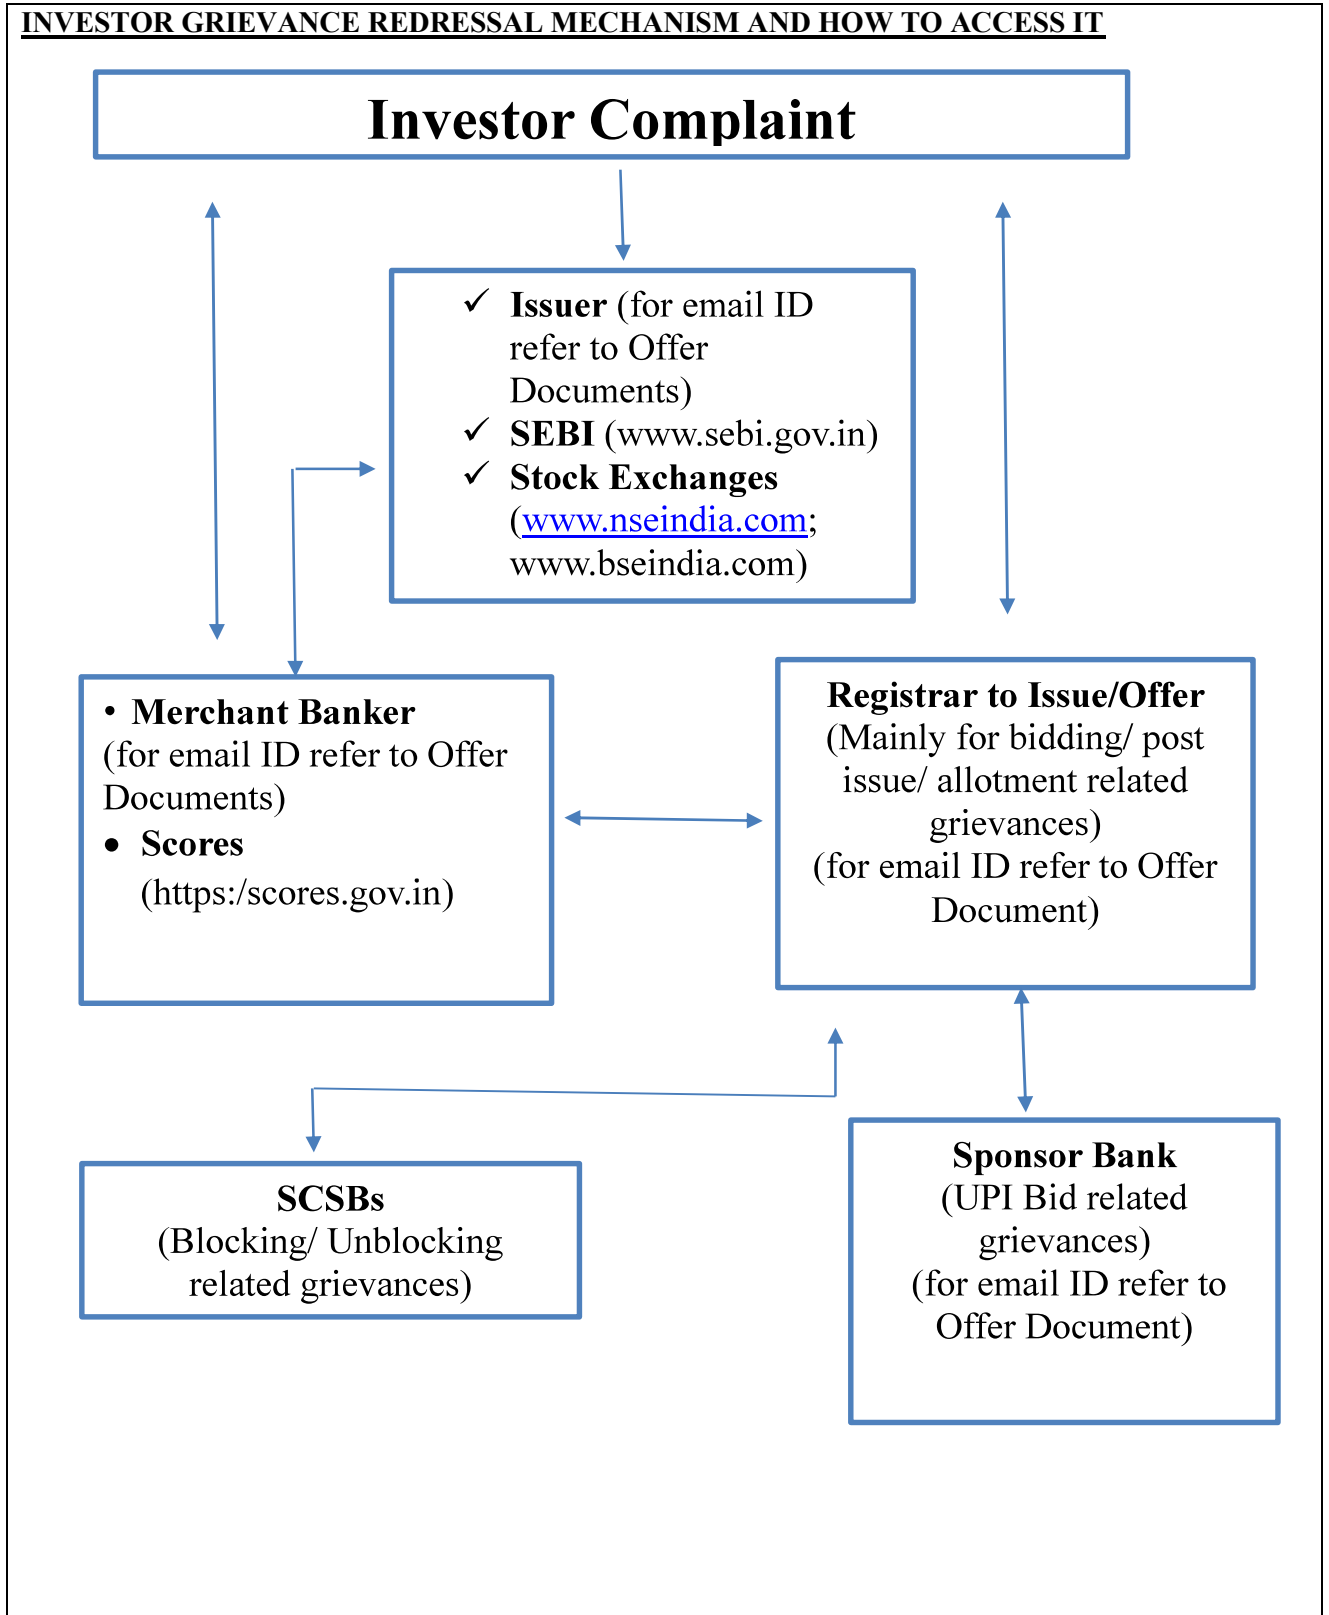 INVESTOR GRIEVANCE REDRESSAL MECHANISM AND HOW TO ACCESS IT
Investor Complaint
✓ Issuer (for email ID
refer to Offer
Documents)
✓ SEBI (www.sebi.gov.in)
✓ Stock Exchanges
(www.nseindia.com;
www.bseindia.com)
• Merchant Banker
(for email ID refer to Offer
Documents)
• Scores
(https:/scores.gov.in)
Registrar to Issue/Offer
(Mainly for bidding/ post
issue/ allotment related
grievances)
(for email ID refer to Offer
Document)
SCSBs
(Blocking/ Unblocking
related grievances)
Sponsor Bank
(UPI Bid related
grievances)
(for email ID refer to
Offer Document)